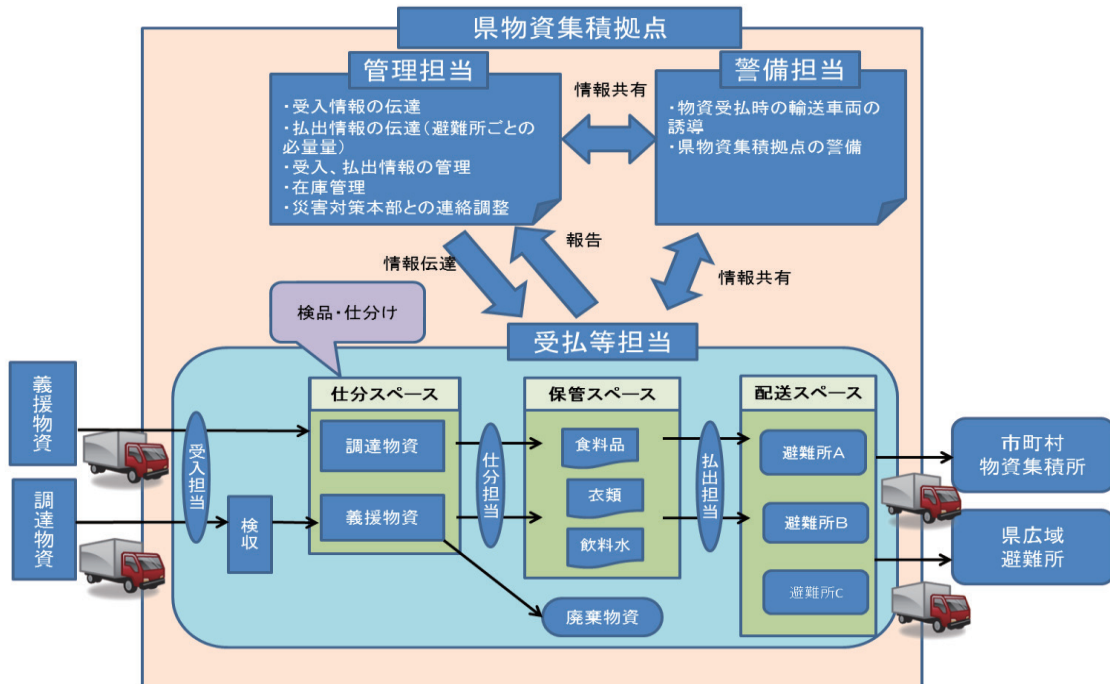 県物資集積拠点
管理担当
・受入情報の伝達
・払出情報の伝達(避難所ごとの
必量量)
・受入、払出情報の管理
・在庫管理
・災害対策本部との連絡調整
情報共有
警備担当
・物資受払時の輸送車両の
誘導
・県物資集積拠点の警備
情報伝達
報告
情報共有
検品・仕分け
受払等担当
義援物資
調達物資
受入担当
検収
仕分スペース
調達物資
義援物資
仕分担当
保管スペース
食料品
衣類
飲料水
廃棄物資
払出担当
配送スペース
避難所A
避難所B
避難所C
市町村
物資集積所
県広域
避難所